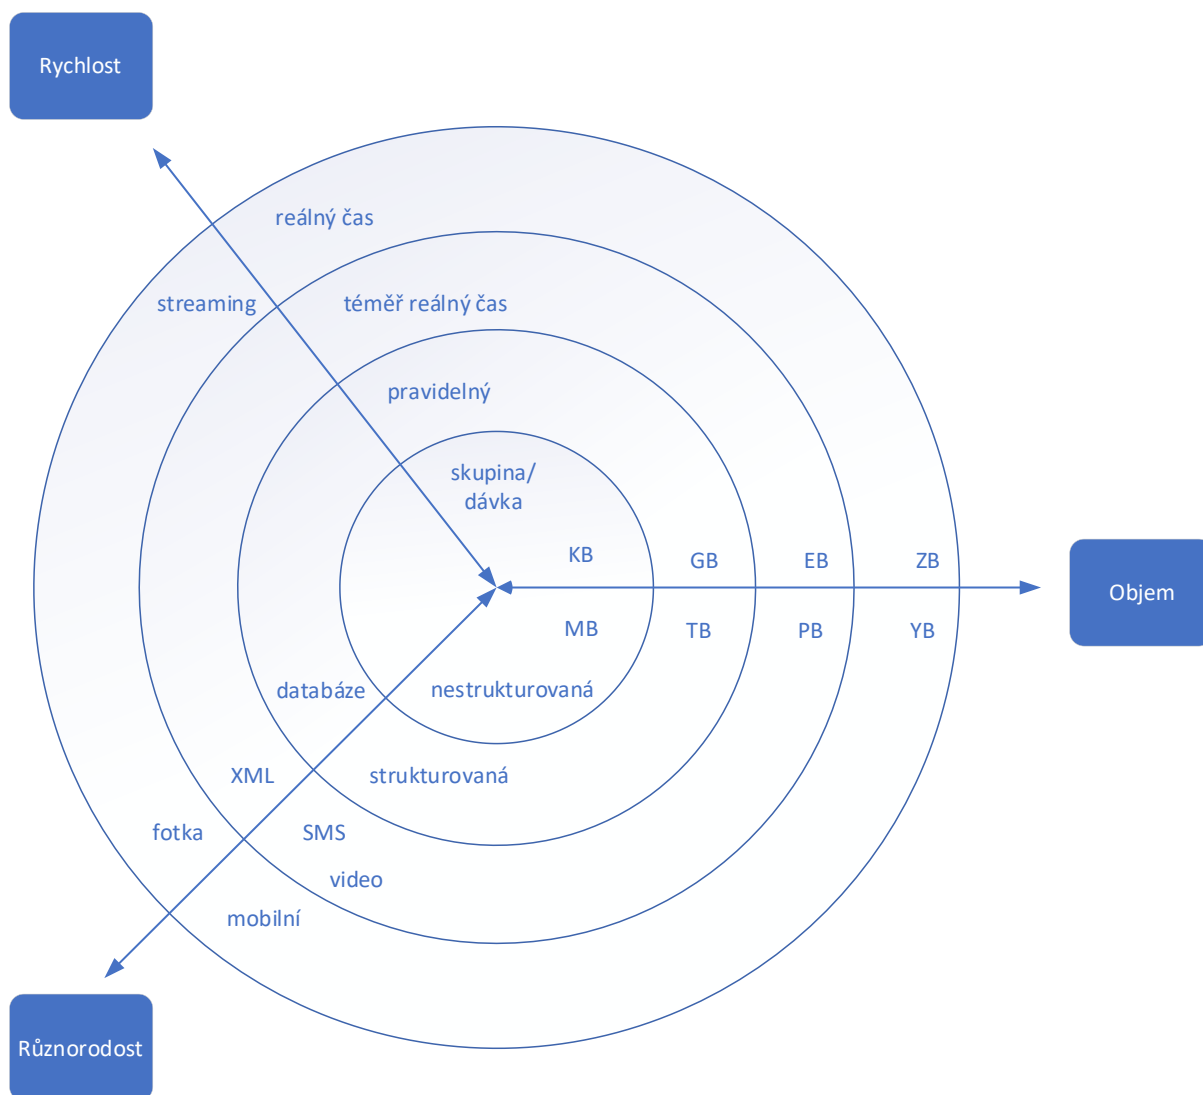 Rychlost
reálný čas
streaming
téměř reálný čas
pravidelný
skupina/
dávka
KB
GB
EB
ZB
Objem
MB
TB
PB
YB
databáze
nestrukturovaná
XML
strukturovaná
fotka
SMS
video
mobilní
Různorodost